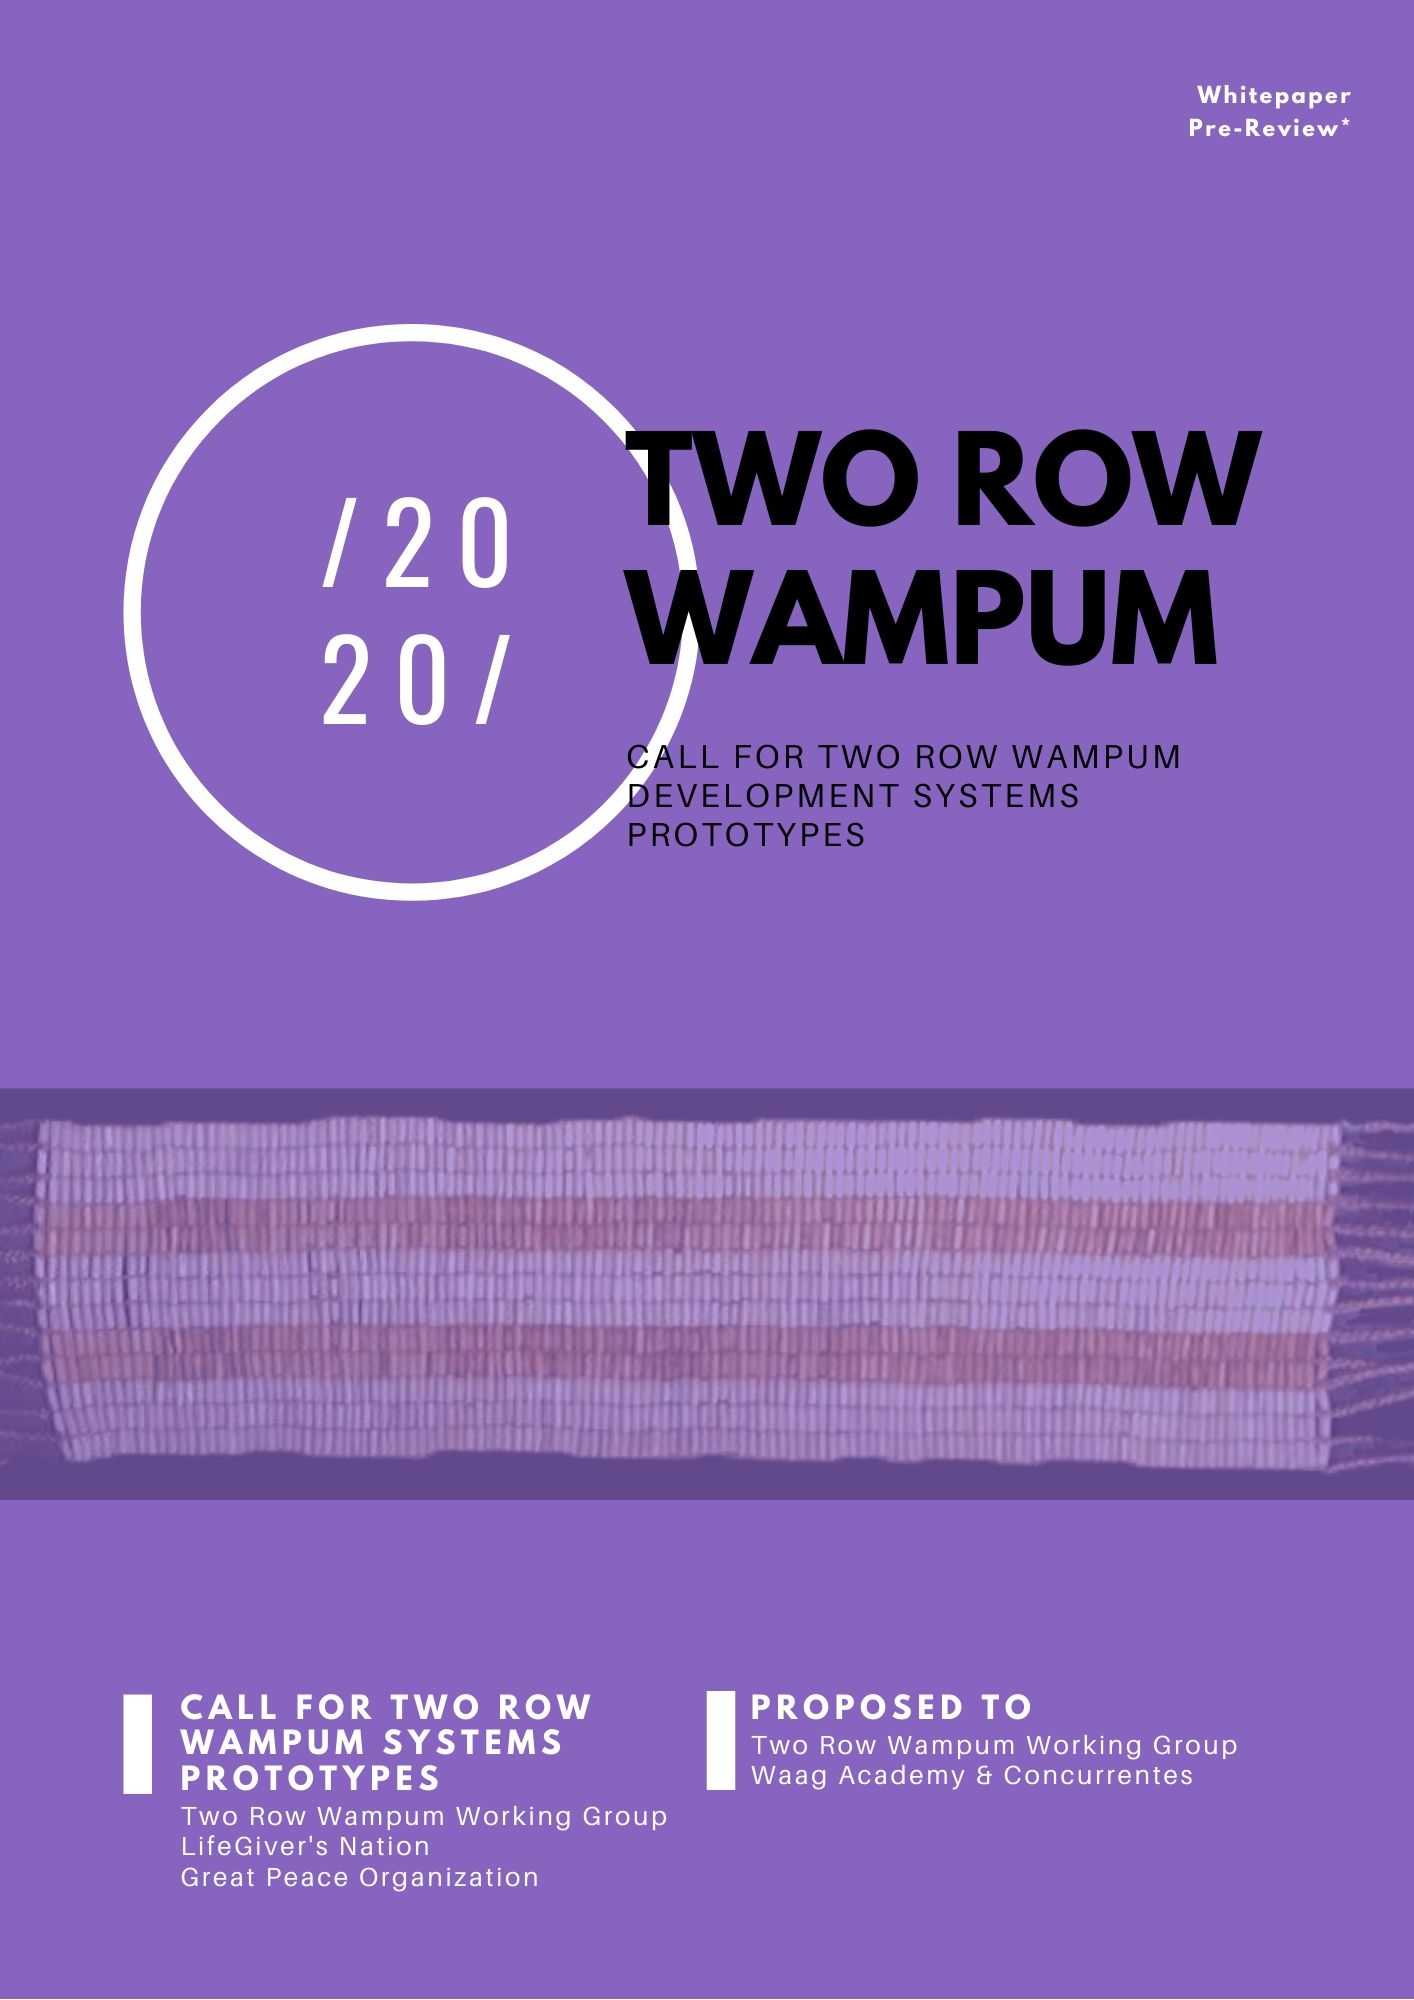 Whitepaper
Pre-Review*
/20
20/
TWO ROW
WAMPUM
CALL FOR TWO ROW WAMPUM
DEVELOPMENT SYSTEMS
PROTOTYPES
CALL FOR TWO ROW
WAMPUM SYSTEMS
PROTOTYPES
Two Row Wampum Working Group
LifeGiver's Nation
Great Peace Organization
PROPOSED TO
Two Row Wampum Working Group
Waag Academy & Concurrentes